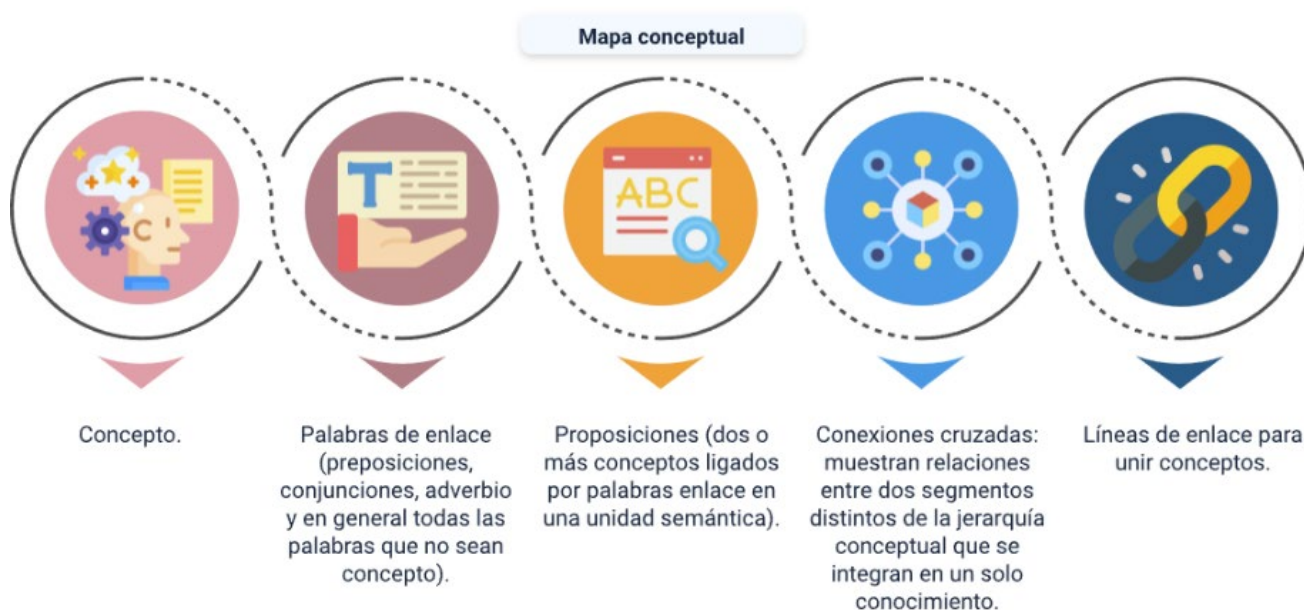 Mapa conceptual
T
ABC
Concepto.
Palabras de enlace
(preposiciones,
conjunciones, adverbio
y en general todas las
palabras que no sean
concepto).
Proposiciones (dos o
más conceptos ligados
por palabras enlace en
una unidad semántica).
Conexiones cruzadas:
muestran relaciones
entre dos segmentos
distintos de la jerarquía
conceptual que se
integran en un solo
conocimiento.
Líneas de enlace para
unir conceptos.